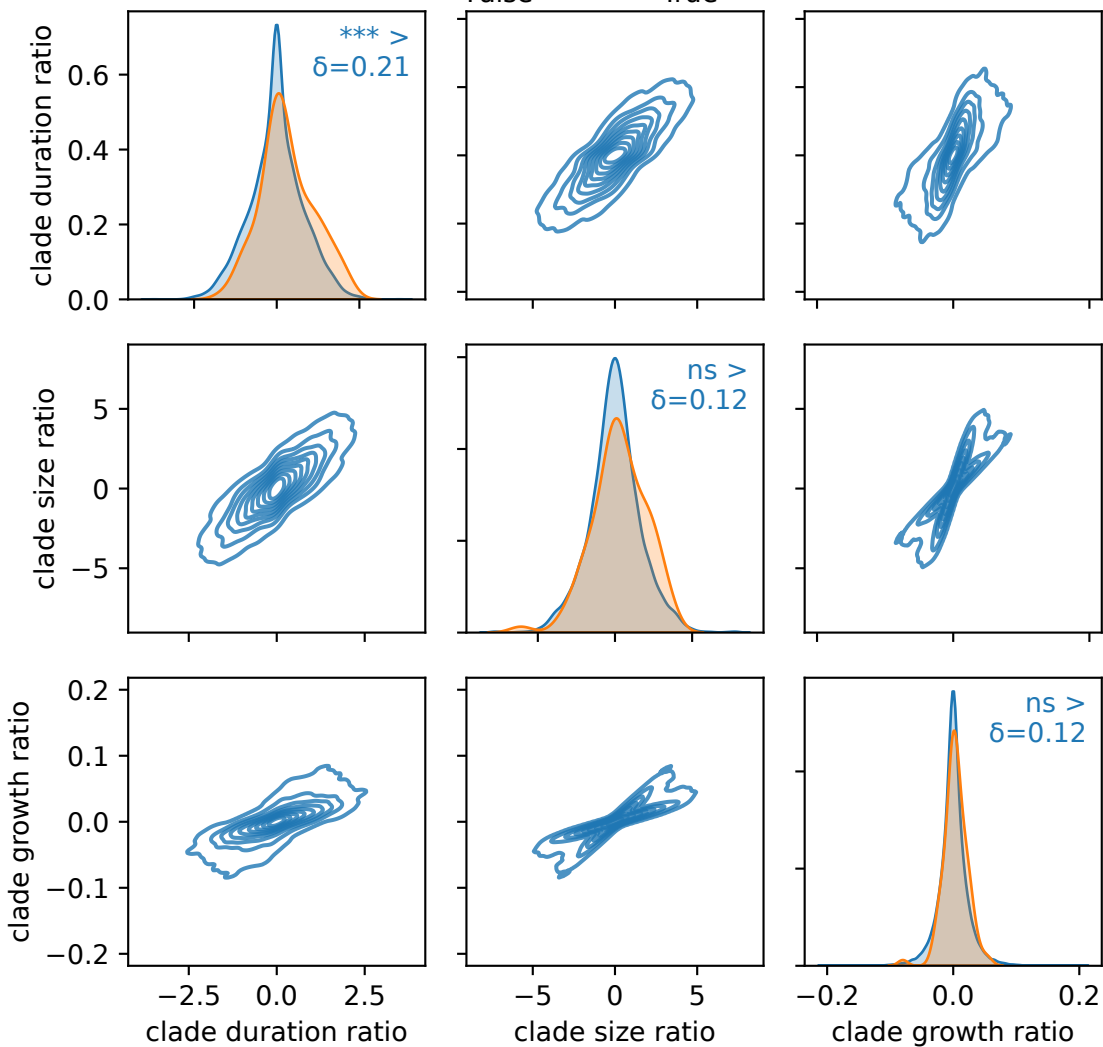 False True
clade duration ratio
0.6
0.4
0.2
0.0
*** >
δ=0.21
clade size ratio
5
0
−5
ns >
δ=0.12
clade growth ratio
0.2
0.1
0.0
−0.1
−0.2
ns >
δ=0.12
−2.5 0.0 2.5
−5 0 5
−0.2 0.0 0.2
clade duration ratio
clade size ratio
clade growth ratio